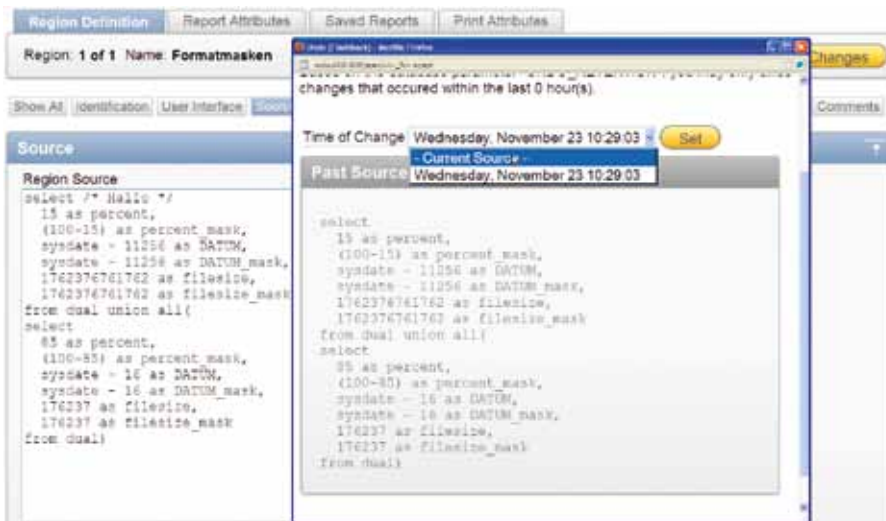 Region Definition
Report Attributes
Saved Reports
Print Attributes
Region: 1 of 1 Name: Formatmasken
Changes
Show All Identification User Interface
Comments
Source
Region Source
select /* Hallo */
15 as percent,
(100-15) as percent_mask,
sysdate - 11256 as DATUM,
sysdate - 11256 as DATUM_mask,
1762376761762 as filesize,
1762376761762 as filesize_mask
from dual union all(
select
85 as percent,
(100-85) as percent_mask,
sysdate - 16 as DATUM,
sysdate - 16 as DATUM_mask,
176237 as filesize,
176237 as filesize_mask
from dual)
changes that occured within the last 0 hour(s).
Time of Change Wednesday, November 23 10:29:03 Set
- Current Source -
Wednesday, November 23 10:29:03
Past Source
select
15 as percent,
(100-15) as percent_mask,
sysdate - 11256 as DATUM,
sysdate - 11256 as DATUM_mask,
1762376761762 as filesize,
1762376761762 as filesize_mask
from dual union all(
select
85 as percent,
(100-85) as percent_mask,
sysdate - 16 as DATUM,
sysdate - 16 as DATUM_mask,
176237 as filesize,
176237 as filesize_mask
from dual)